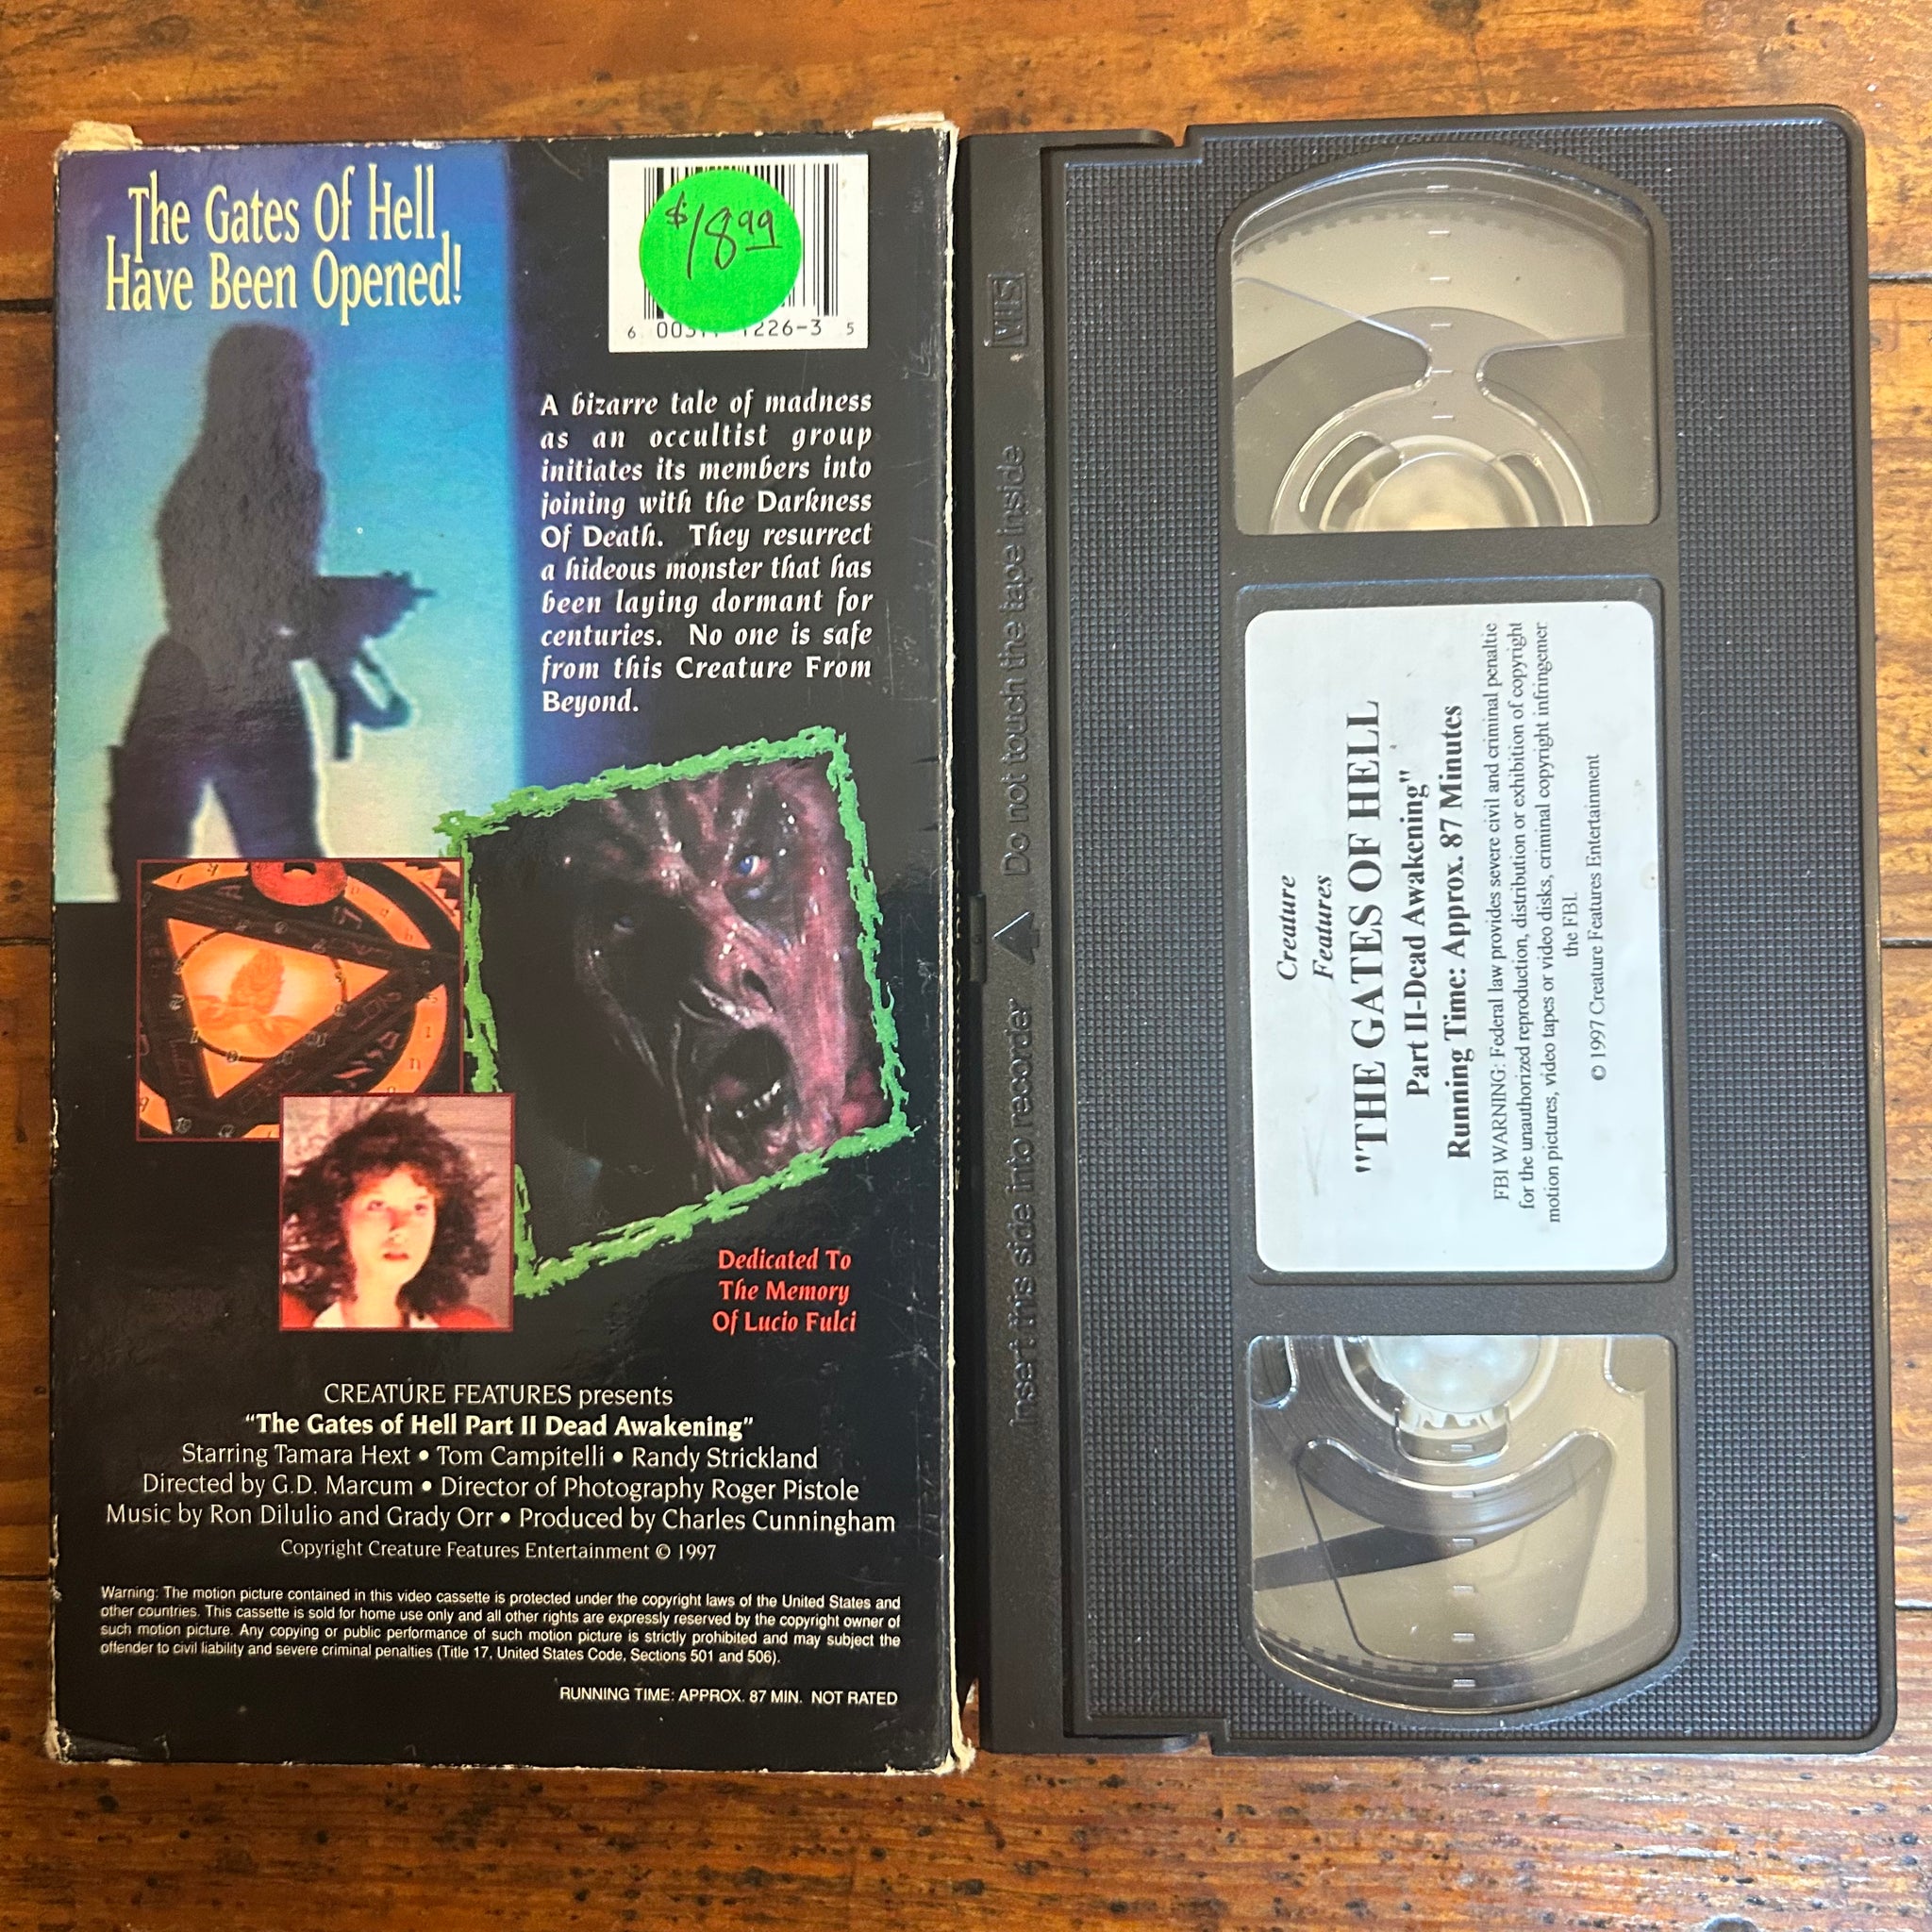 The Gates Of Hell
Have Been Opened!
$18.99
6
226-3
5
A bizarre tale of madness
as an occultist group
initiates its members into
joining with the Darkness
Of Death. They resurrect
a hideous monster that has
been laying dormant for
centuries. No one is safe
from this Creature From
Beyond.
Dedicated To
The Memory
Of Lucio Fulci
CREATURE FEATURES presents
“The Gates of Hell Part II Dead Awakening”
Starring Tamara Hext • Tom Campitelli • Randy Strickland
Directed by G.D. Marcum • Director of Photography Roger Pistole
Music by Ron Dilulio and Grady Orr • Produced by Charles Cunningham
Copyright Creature Features Entertainment © 1997
Warning: The motion picture contained in this video cassette is protected under the copyright laws of the United States and
other countries. This cassette is sold for home use only and all other rights are expressly reserved by the copyright owner of
such motion picture. Any copying or public performance of such motion picture is strictly prohibited and may subject the
offender to civil liability and severe criminal penalties (Title 17, United States Code, Sections 501 and 506).
RUNNING TIME: APPROX. 87 MIN. NOT RATED
VHS
Insert this side into recorder
Do not touch the tape inside
Creature
Features
"THE GATES OF HELL
Part II-Dead Awakening"
Running Time: Approx. 87 Minutes
FBI WARNING: Federal law provides severe civil and criminal penaltie
for the unauthorized reproduction, distribution or exhibition of copyright
motion pictures, video tapes or video disks, criminal copyright infringemer
the FBI.
© 1997 Creature Features Entertainment